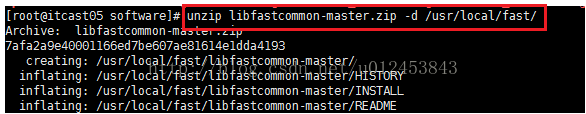 [root@itcast05 software]# unzip libfastcommon-master.zip -d /usr/local/fast/
Archive:  libfastcommon-master.zip
7afa2a9e40001166ed7be607ae81614e1dda4193
   creating: /usr/local/fast/libfastcommon-master/
  inflating: /usr/local/fast/libfastcommon-master/HISTORY
  inflating: /usr/local/fast/libfastcommon-master/INSTALL
  inflating: /usr/local/fast/libfastcommon-master/README
http://blog.csdn.net/u012453843